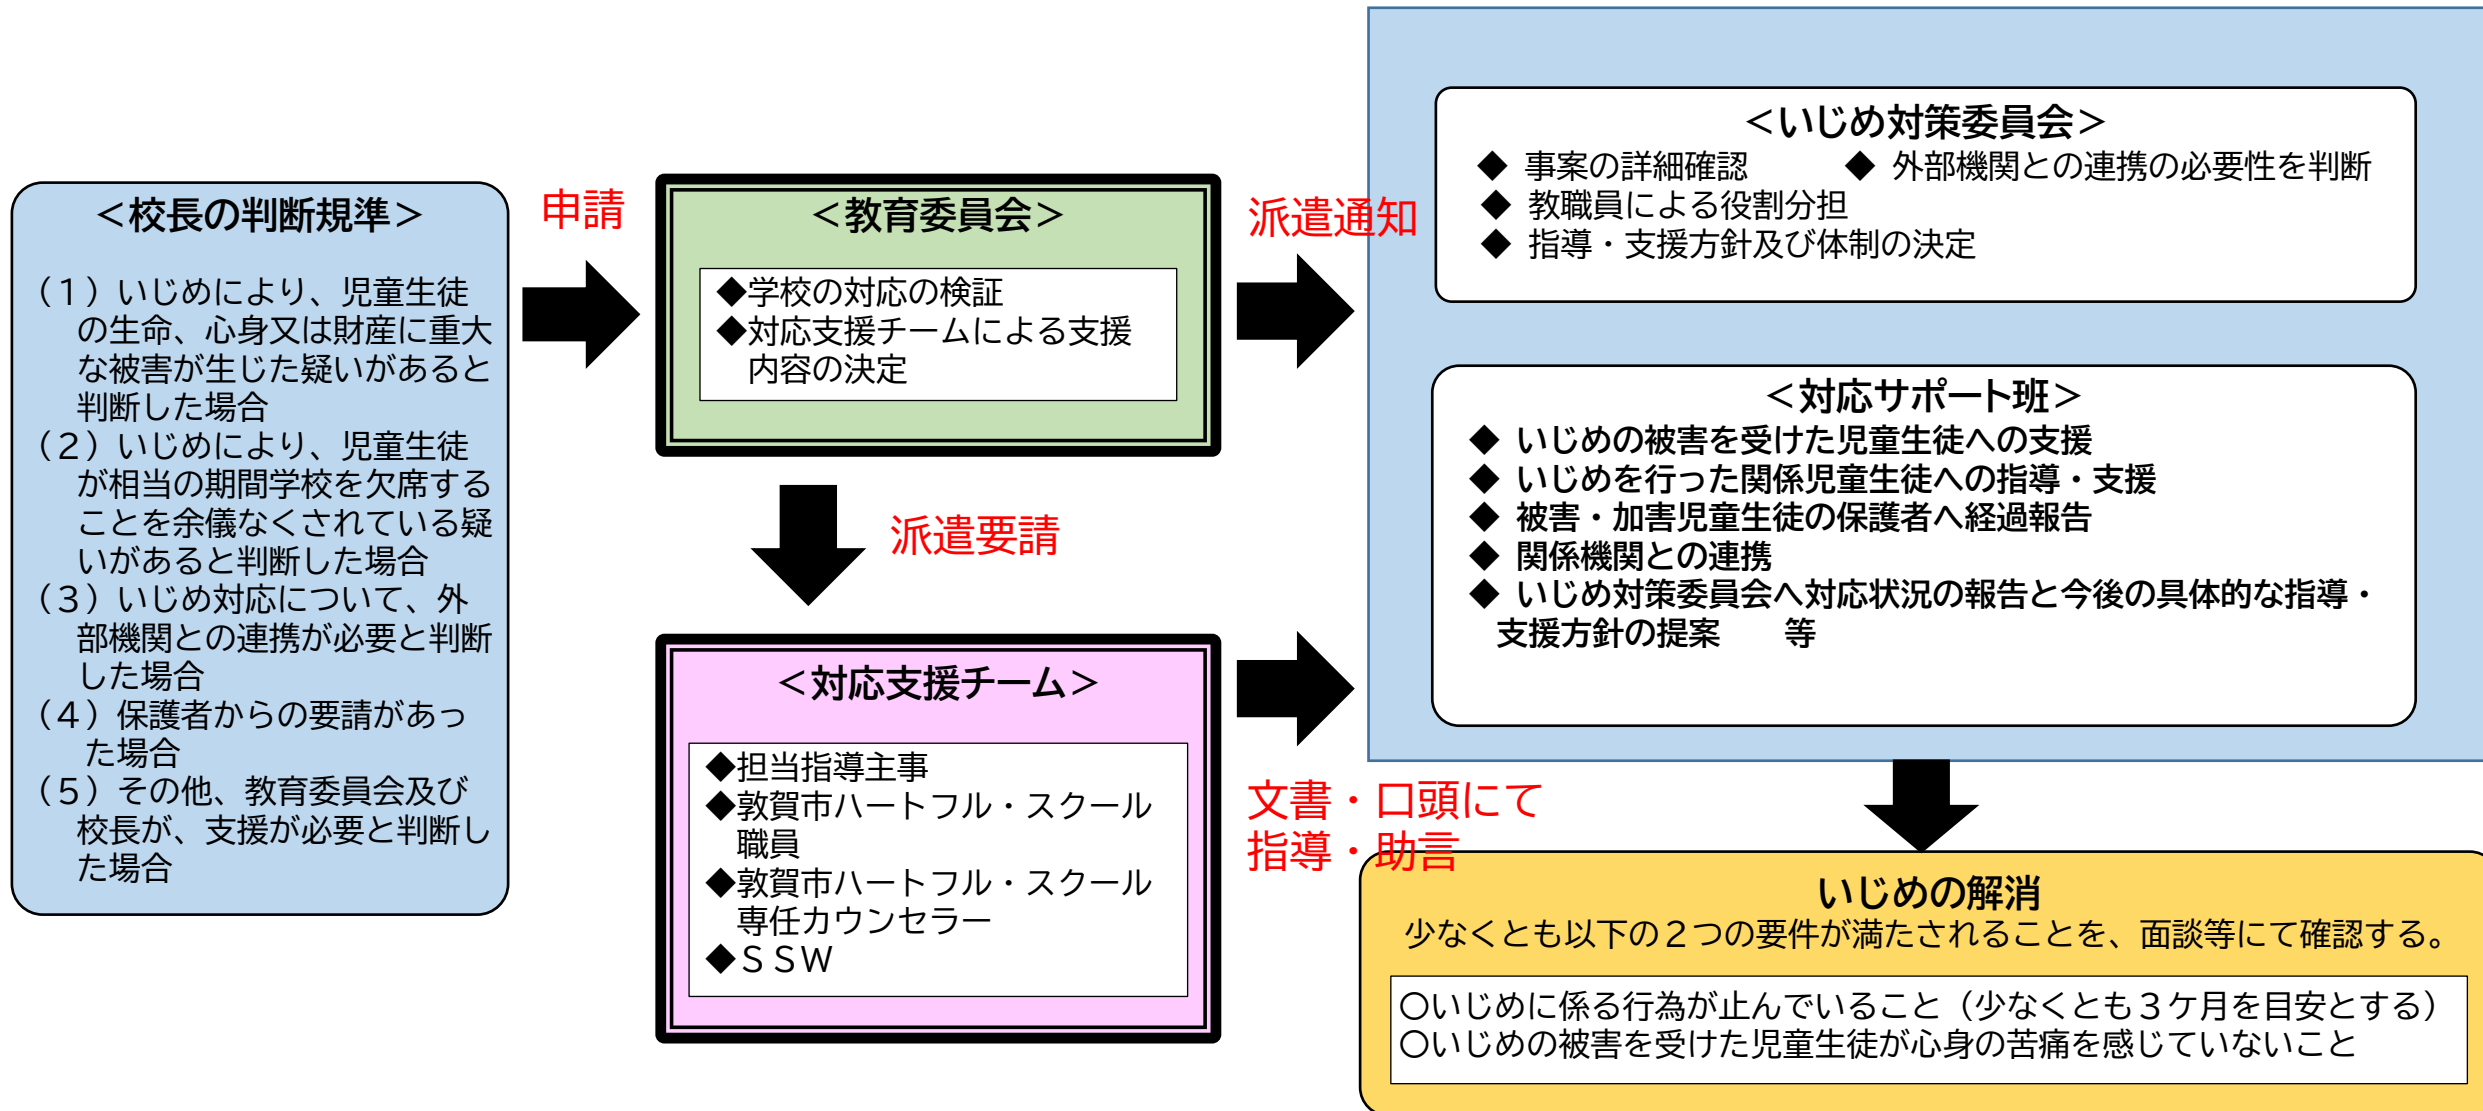 ＜校長の判断規準＞
（１）いじめにより、児童生徒
の生命、心身又は財産に重大
な被害が生じた疑いがあると
判断した場合
（２）いじめにより、児童生徒
が相当の期間学校を欠席する
ことを余儀なくされている疑
いがあると判断した場合
（３）いじめ対応について、外
部機関との連携が必要と判断
した場合
（４）保護者からの要請があっ
た場合
（５）その他、教育委員会及び
校長が、支援が必要と判断し
た場合
申請
＜教育委員会＞
◆学校の対応の検証
◆対応支援チームによる支援
内容の決定
派遣要請
＜対応支援チーム＞
◆担当指導主事
◆敦賀市ハートフル・スクール
職員
◆敦賀市ハートフル・スクール
専任カウンセラー
◆ＳＳＷ
派遣通知
文書・口頭にて
指導・助言
＜いじめ対策委員会＞
◆ 事案の詳細確認　　　◆ 外部機関との連携の必要性を判断
◆ 教職員による役割分担
◆ 指導・支援方針及び体制の決定
＜対応サポート班＞
◆ いじめの被害を受けた児童生徒への支援
◆ いじめを行った関係児童生徒への指導・支援
◆ 被害・加害児童生徒の保護者へ経過報告
◆ 関係機関との連携
◆ いじめ対策委員会へ対応状況の報告と今後の具体的な指導・
支援方針の提案　　等
いじめの解消
少なくとも以下の２つの要件が満たされることを、面談等にて確認する。
〇いじめに係る行為が止んでいること（少なくとも３ケ月を目安とする）
〇いじめの被害を受けた児童生徒が心身の苦痛を感じていないこと